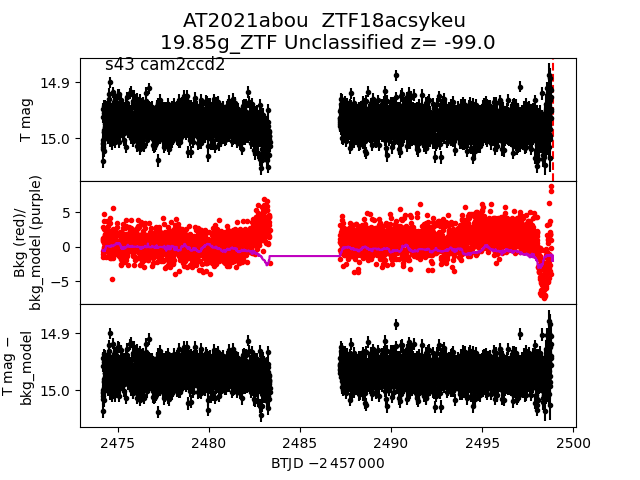 AT2021abou  ZTF18acsykeu
19.85g_ZTF Unclassified z= -99.0
s43 cam2ccd2
14.9
15.0
T mag
5
0
−5
Bkg (red)/
bkg_model (purple)
14.9
15.0
T mag −
bkg_model
2475
2480
2485
2490
2495
2500
BTJD −2 457 000